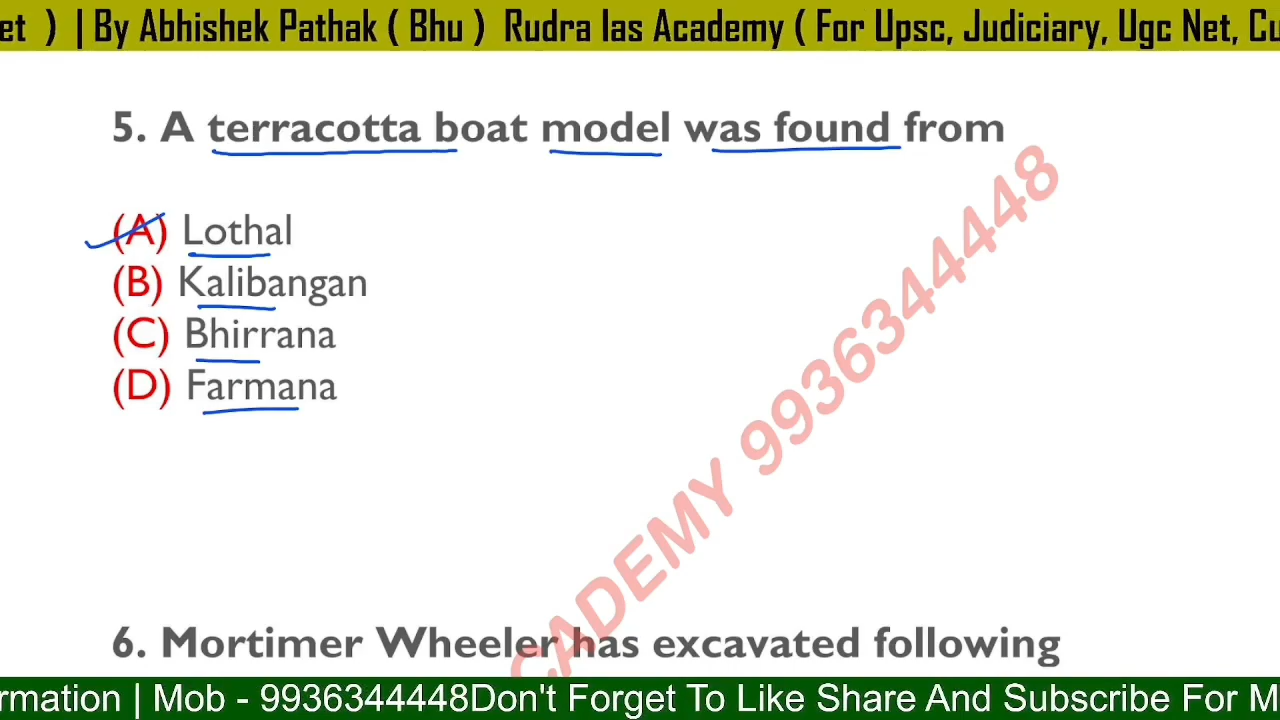 et ) | By Abhishek Pathak ( Bhu ) Rudra Ias Academy ( For Upsc, Judiciary, Ugc Net, Cu
5. A terracotta boat model was found from
(A) Lothal
(B) Kalibangan
(C) Bhirrana
(D) Farmana
CADEMY 9936344448
6. Mortimer Wheeler has excavated following
rmation | Mob - 9936344448Don't Forget To Like Share And Subscribe For M